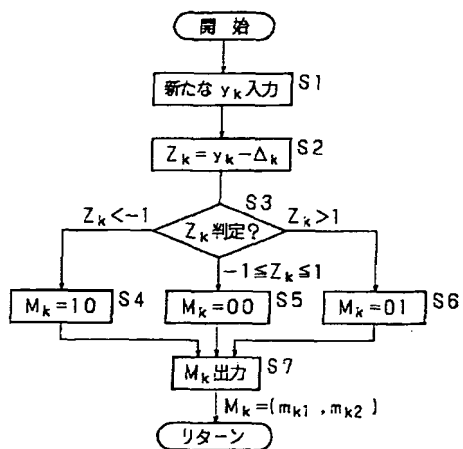 開始
新たな yk 入力 S1
Zk = yk − Δk S2
S3
Zk < −1 Zk 判定? Zk > 1
−1 ≦ Zk ≦ 1
Mk = 10 S4 Mk = 00 S5 Mk = 01 S6
Mk 出力 S7
Mk = (mk1, mk2)
リターン